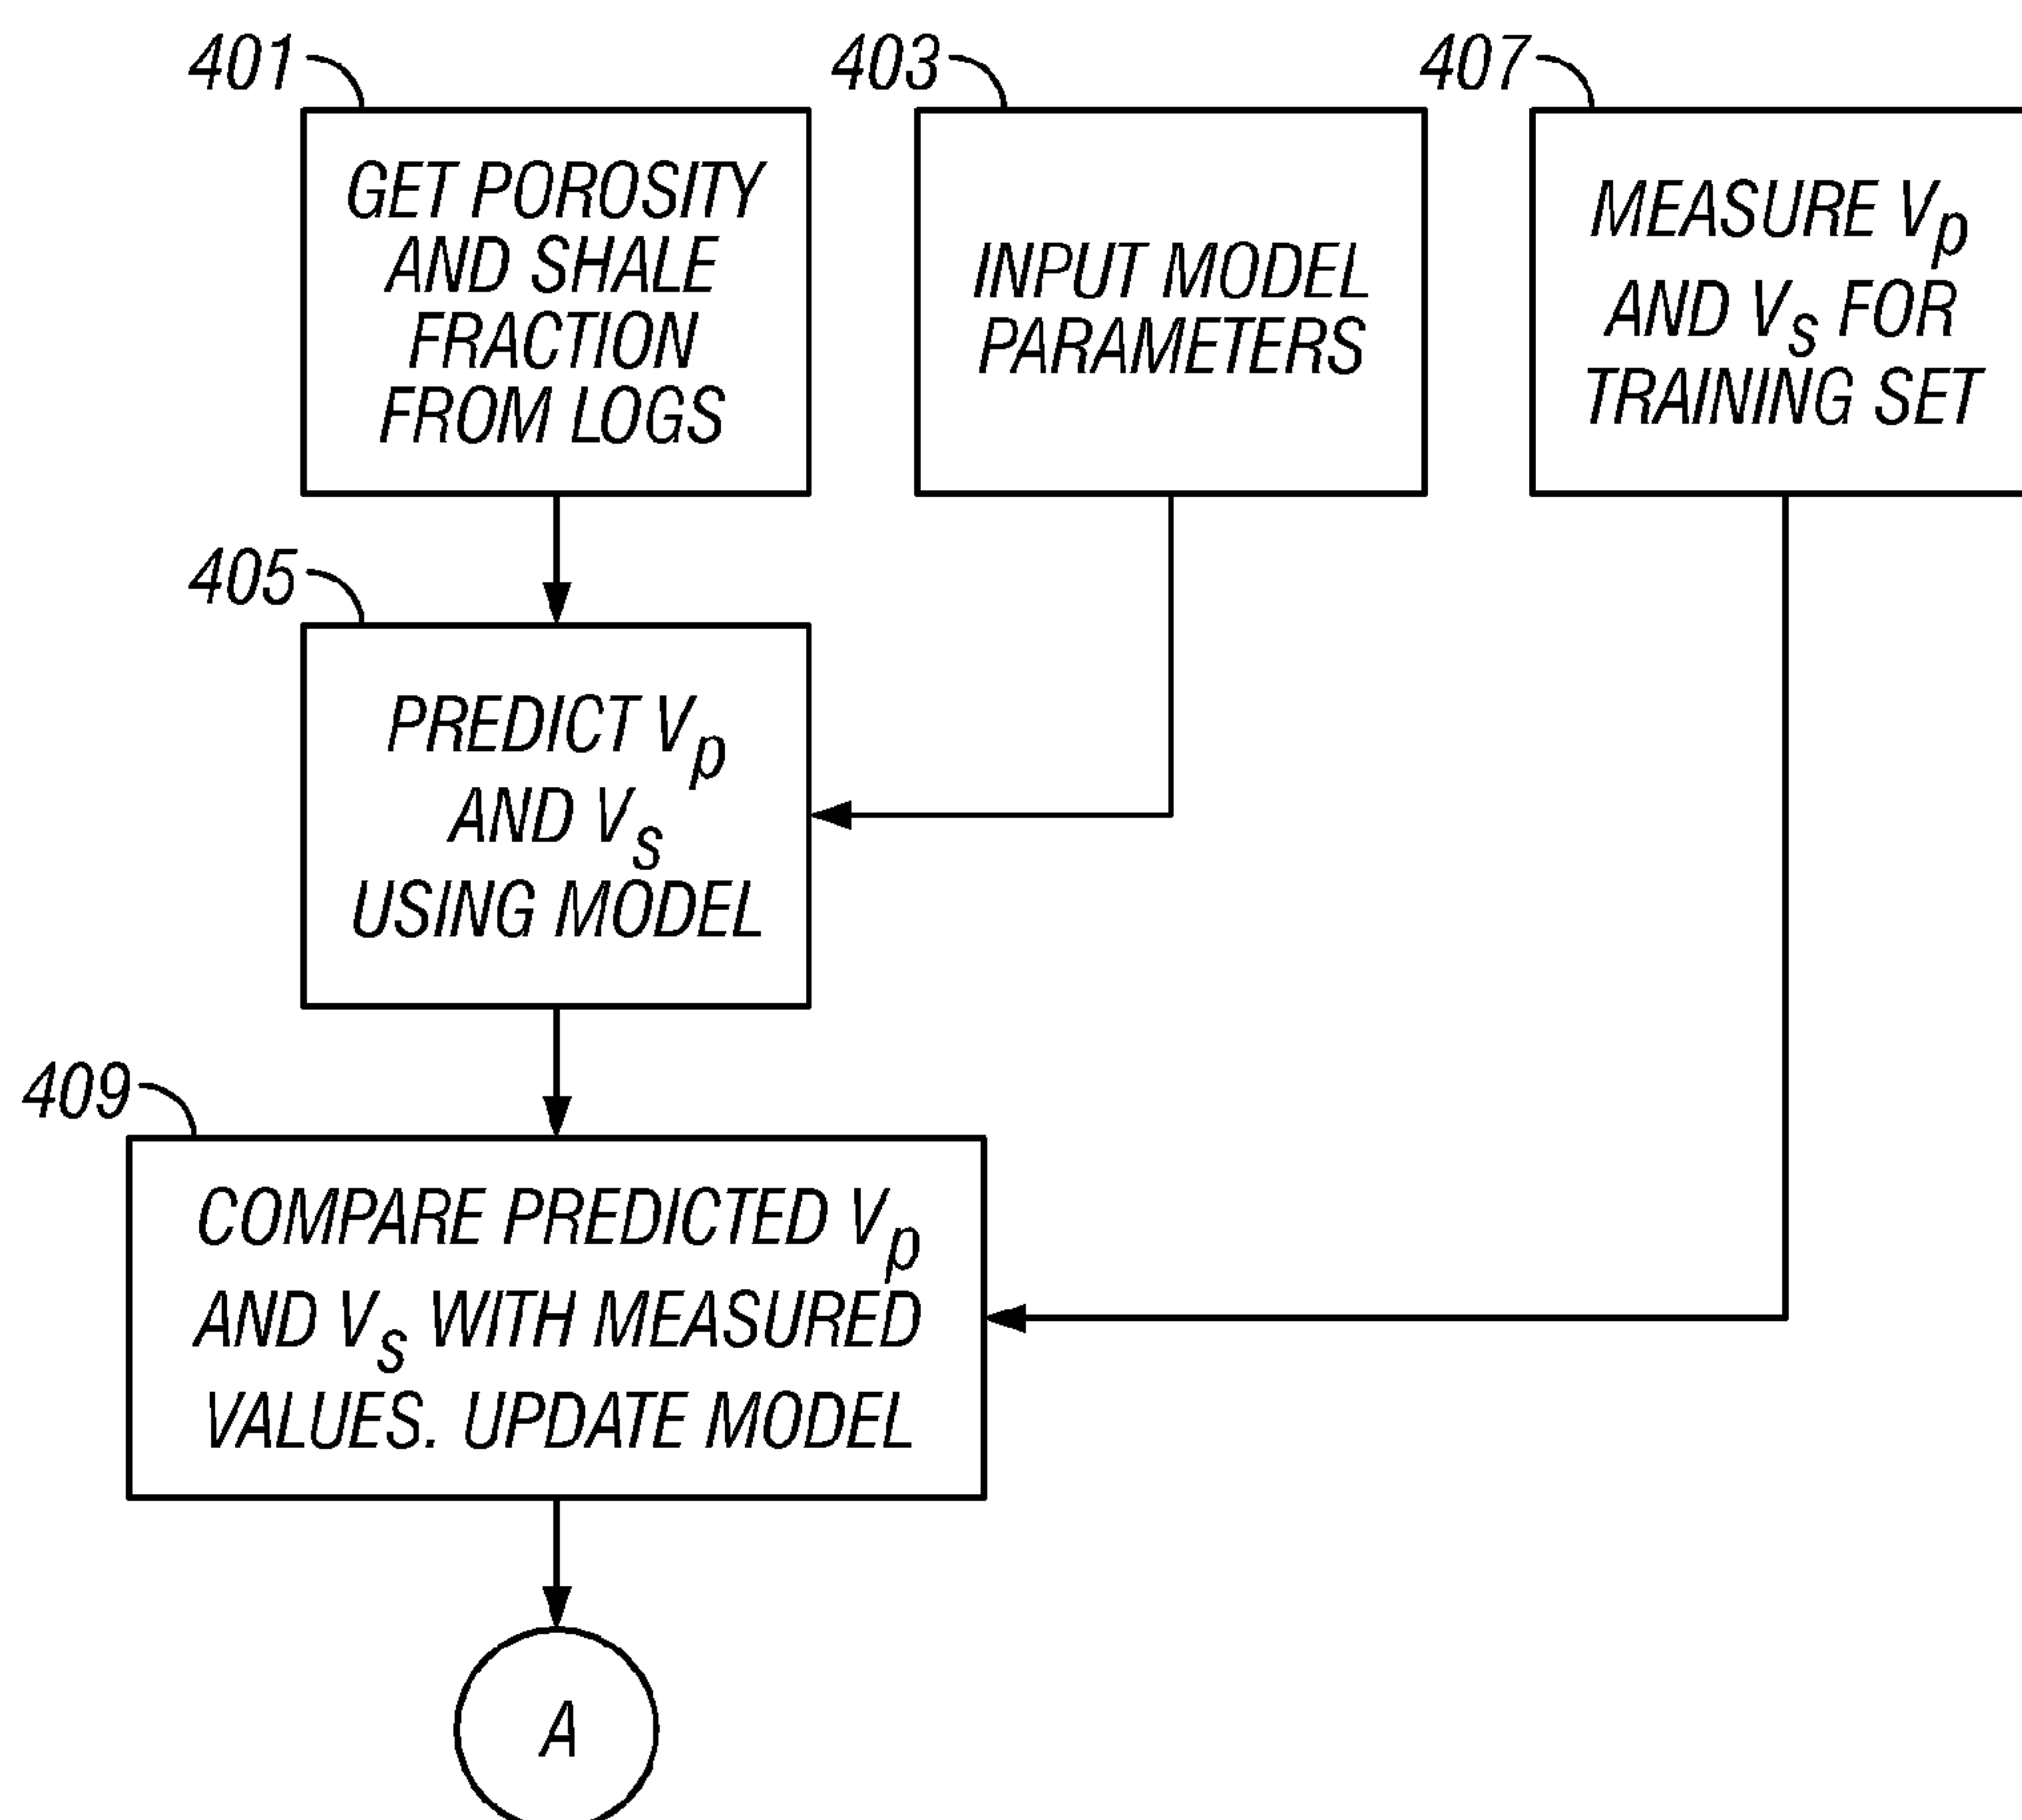 401
GET POROSITY
AND SHALE
FRACTION
FROM LOGS
403
INPUT MODEL
PARAMETERS
407
MEASURE Vp
AND Vs FOR
TRAINING SET
405
PREDICT Vp
AND Vs
USING MODEL
409
COMPARE PREDICTED Vp
AND Vs WITH MEASURED
VALUES. UPDATE MODEL
A